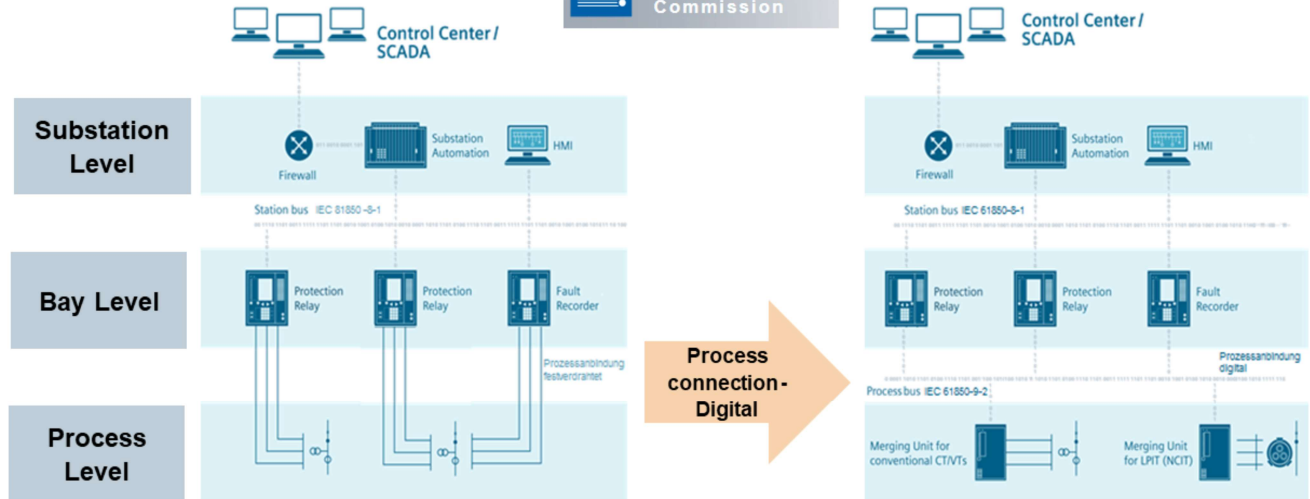 Commission
Control Center /
SCADA
Control Center /
SCADA
Substation
Level
Firewall
Substation
Automation
HMI
Firewall
Substation
Automation
HMI
Station bus IEC 81850 -8-1
Station bus IEC 61850-8-1
Bay Level
Protection
Relay
Protection
Relay
Fault
Recorder
Protection
Relay
Protection
Relay
Fault
Recorder
Prozessanbindung
festverdrahtet
Process
connection -
Digital
Prozessanbindung
digital
Process bus IEC 61850-9-2
Process
Level
Merging Unit for
conventional CT/VTs
Merging Unit
for LPIT (NCIT)